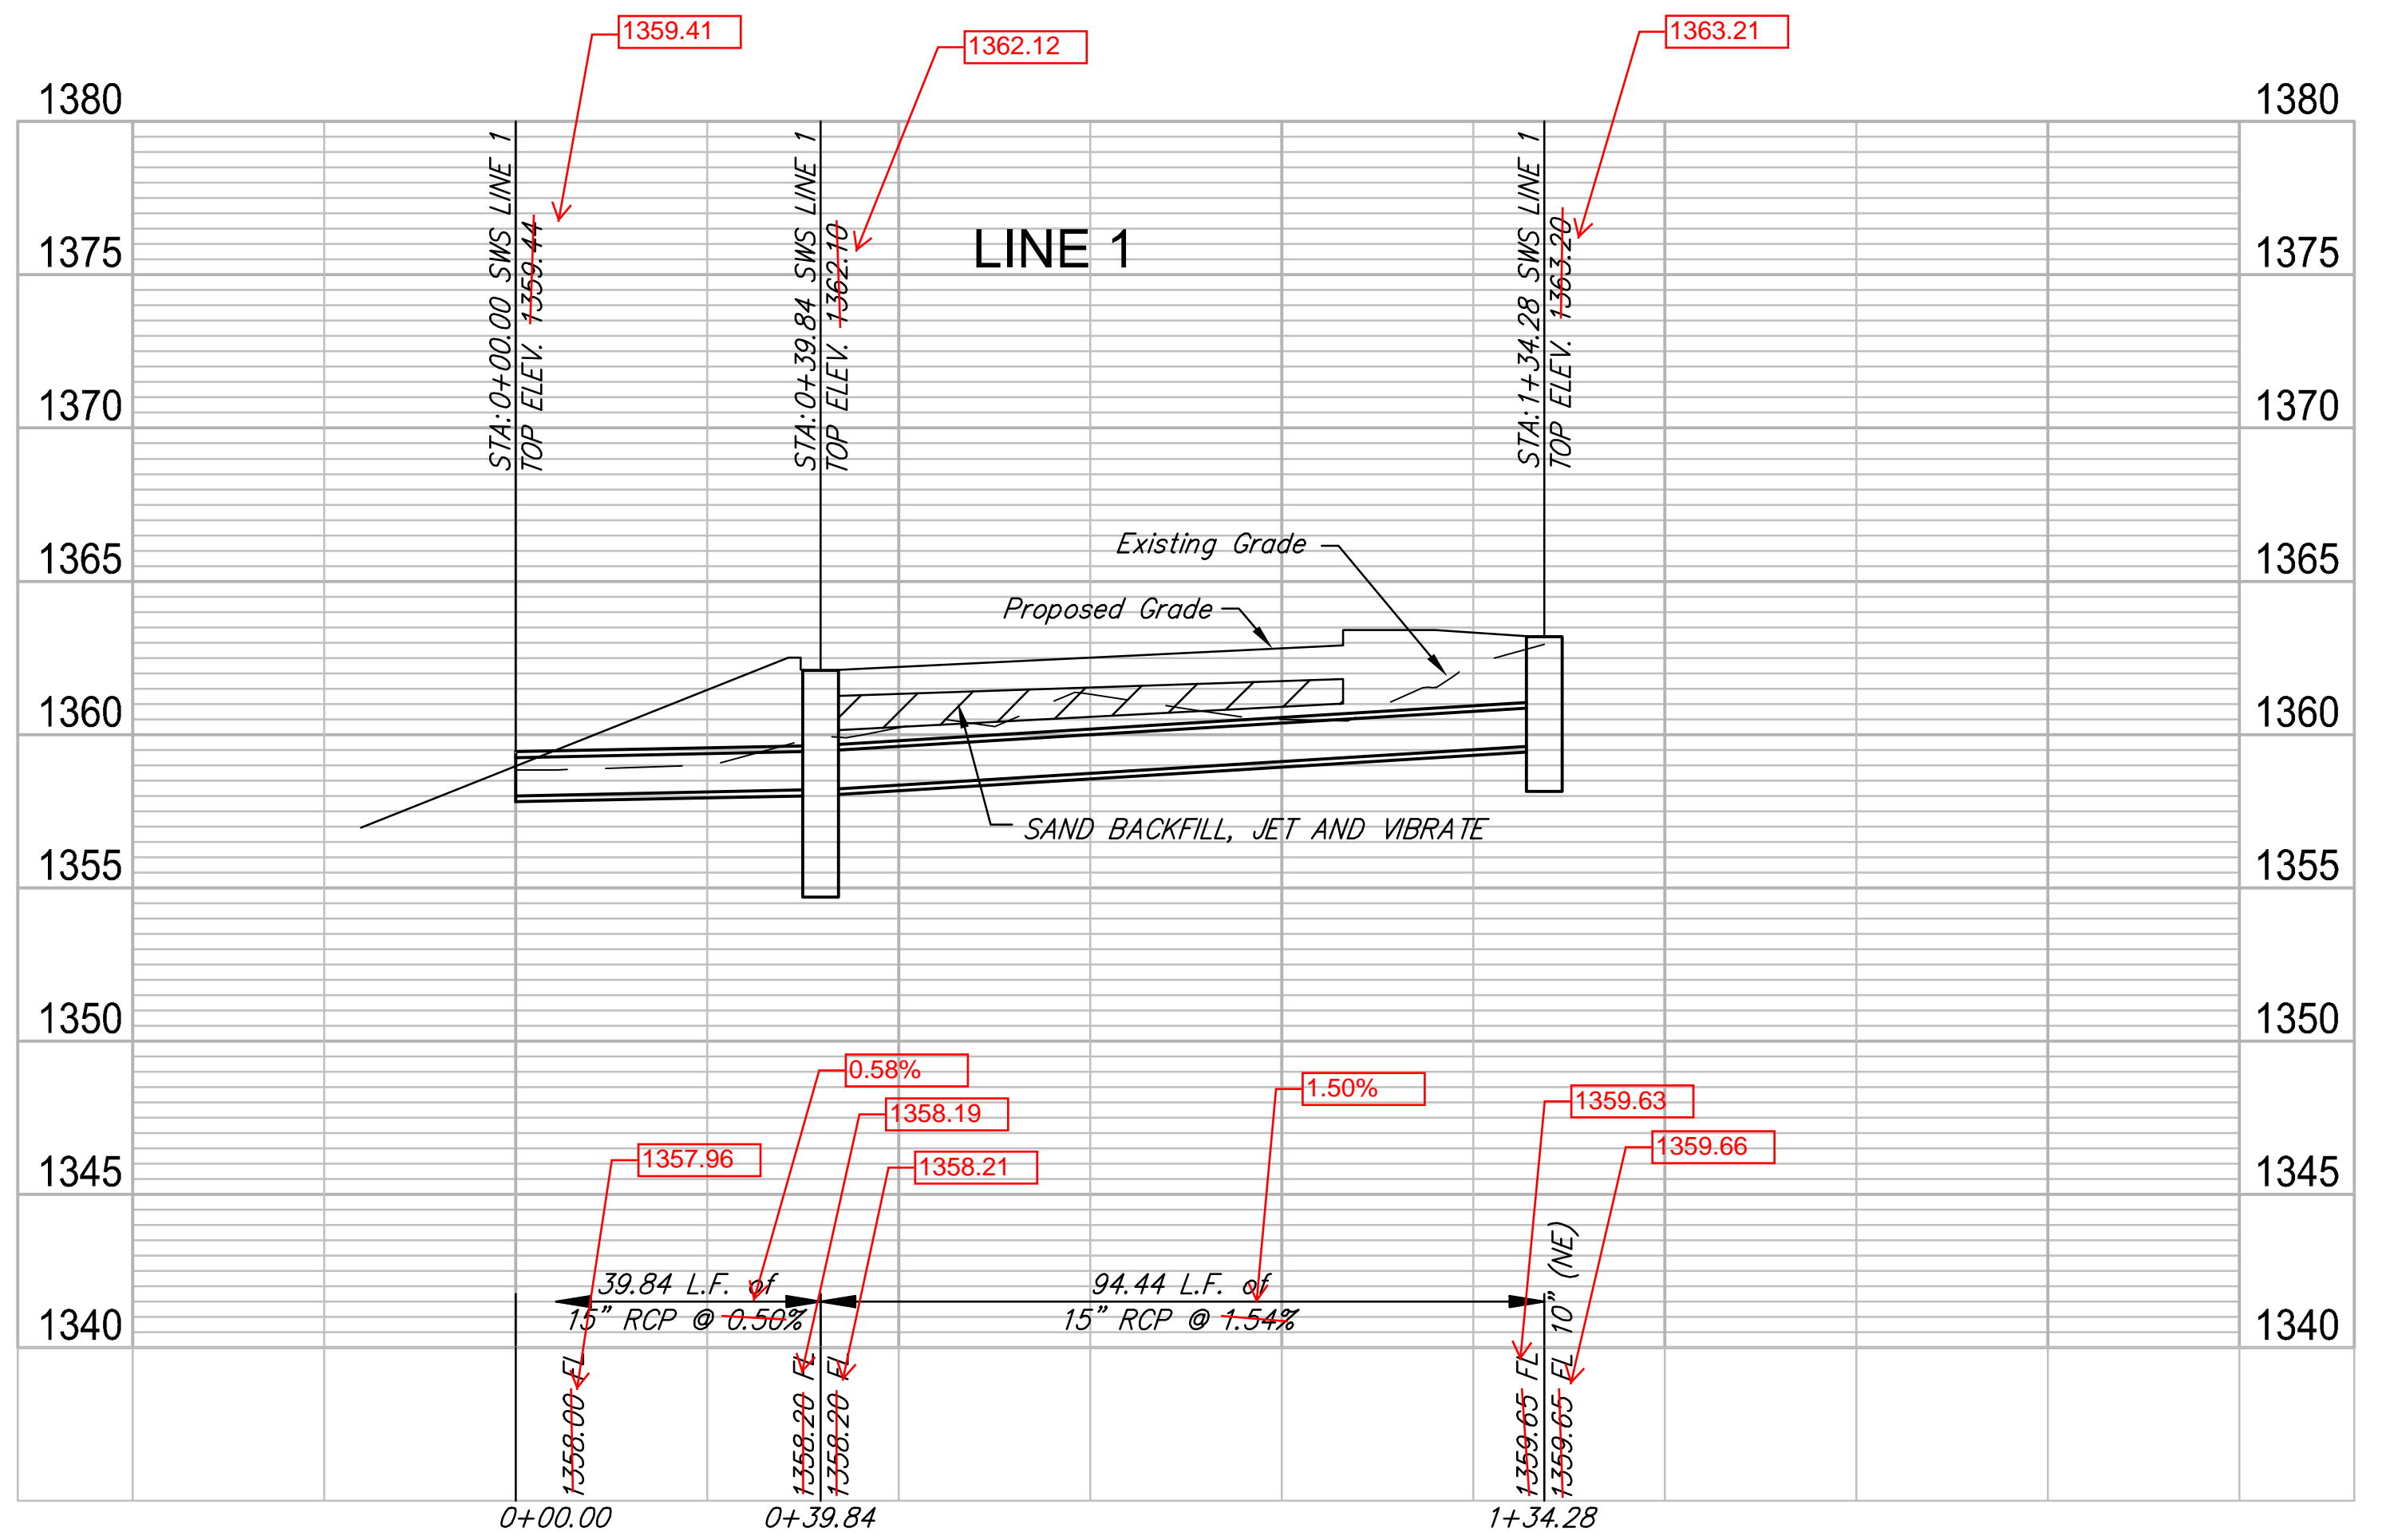 1359.41
1362.12
1363.21
1380
1380
STA:0+00.00 SWS LINE 1
TOP ELEV. 1359.44
STA:0+39.84 SWS LINE 1
TOP ELEV. 1362.10
STA:1+34.28 SWS LINE 1
TOP ELEV. 1363.20
LINE 1
1375
1375
1370
1370
1365
1365
Existing Grade
Proposed Grade
1360
1360
SAND BACKFILL, JET AND VIBRATE
1355
1355
1350
1350
0.58%
1.50%
1358.19
1359.63
1357.96
1358.21
1359.66
1345
1345
39.84 L.F. of
15" RCP @ 0.50%
94.44 L.F. of
15" RCP @ 1.54%
1340
1340
1358.00 FL
1358.20 FL
1358.20 FL
1359.65 FL
1359.65 FL 10" (NE)
0+00.00
0+39.84
1+34.28